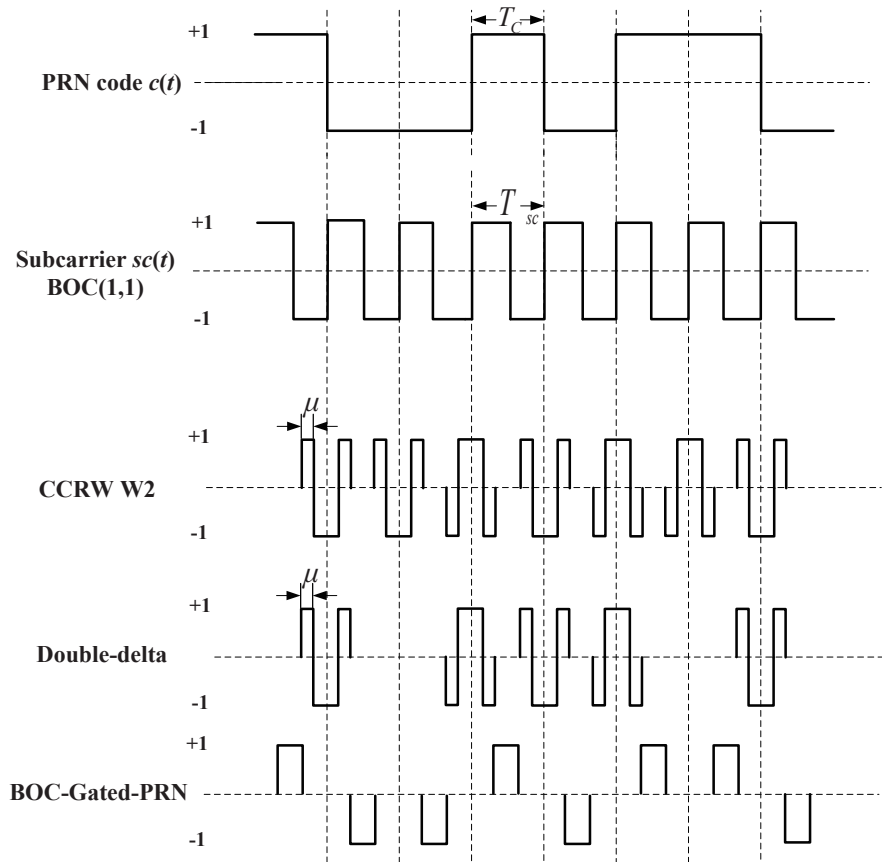 T_C
+1
PRN code c(t)
-1
T_sc
+1
Subcarrier sc(t)
BOC(1,1)
-1
μ
+1
CCRW W2
-1
μ
+1
Double-delta
-1
+1
BOC-Gated-PRN
-1